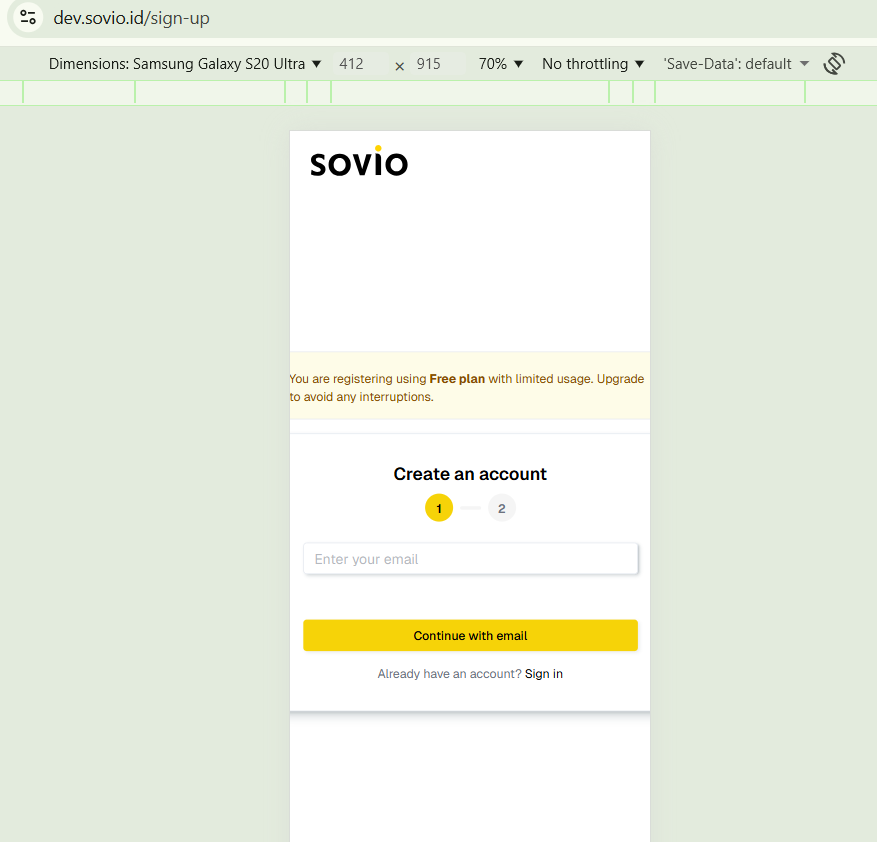 dev.sovio.id/sign-up
Dimensions: Samsung Galaxy S20 Ultra ▼ 412 × 915 70% ▼ No throttling ▼ 'Save-Data': default ▼
sovio
You are registering using Free plan with limited usage. Upgrade
to avoid any interruptions.
Create an account
1 2
Enter your email
Continue with email
Already have an account? Sign in